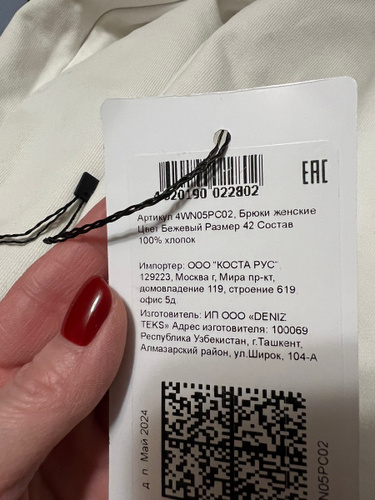 EAC
022802
Артикул 4WN05PC02, Брюки женские
Цвет Бежевый Размер 42 Состав
100% хлопок
Импортер: ООО "КОСТА РУС"
129223, Москва г, Мира пр-кт,
домовладение 119, строение 619
офис 5д
Изготовитель: ИП ООО «DENIZ
TEKS» Адрес изготовителя: 100069
Республика Узбекистан, г.Ташкент,
Алмазарский район, ул.Широк, 104-А
д п Май 2024
N05PC02